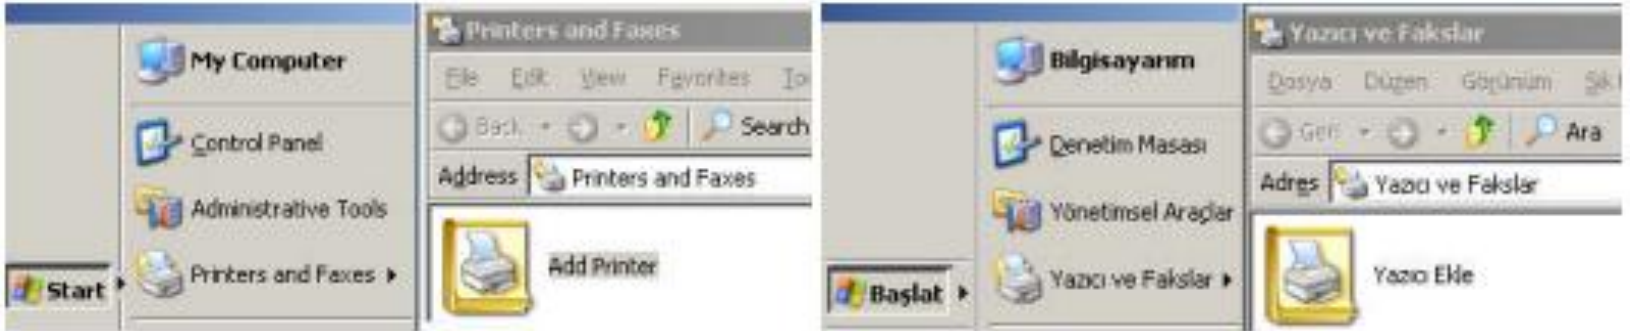 My Computer
Control Panel
Administrative Tools
Printers and Faxes
Start
Printers and Faxes
File Edit View Favorites To
Back Search
Address Printers and Faxes
Add Printer
Bilgisayarım
Denetim Masası
Yönetimsel Araçlar
Yazıcı ve Fakslar
Başlat
Yazıcı ve Fakslar
Dosya Düzen Görünüm Sık
Geri Ara
Adres Yazıcı ve Fakslar
Yazıcı Ekle